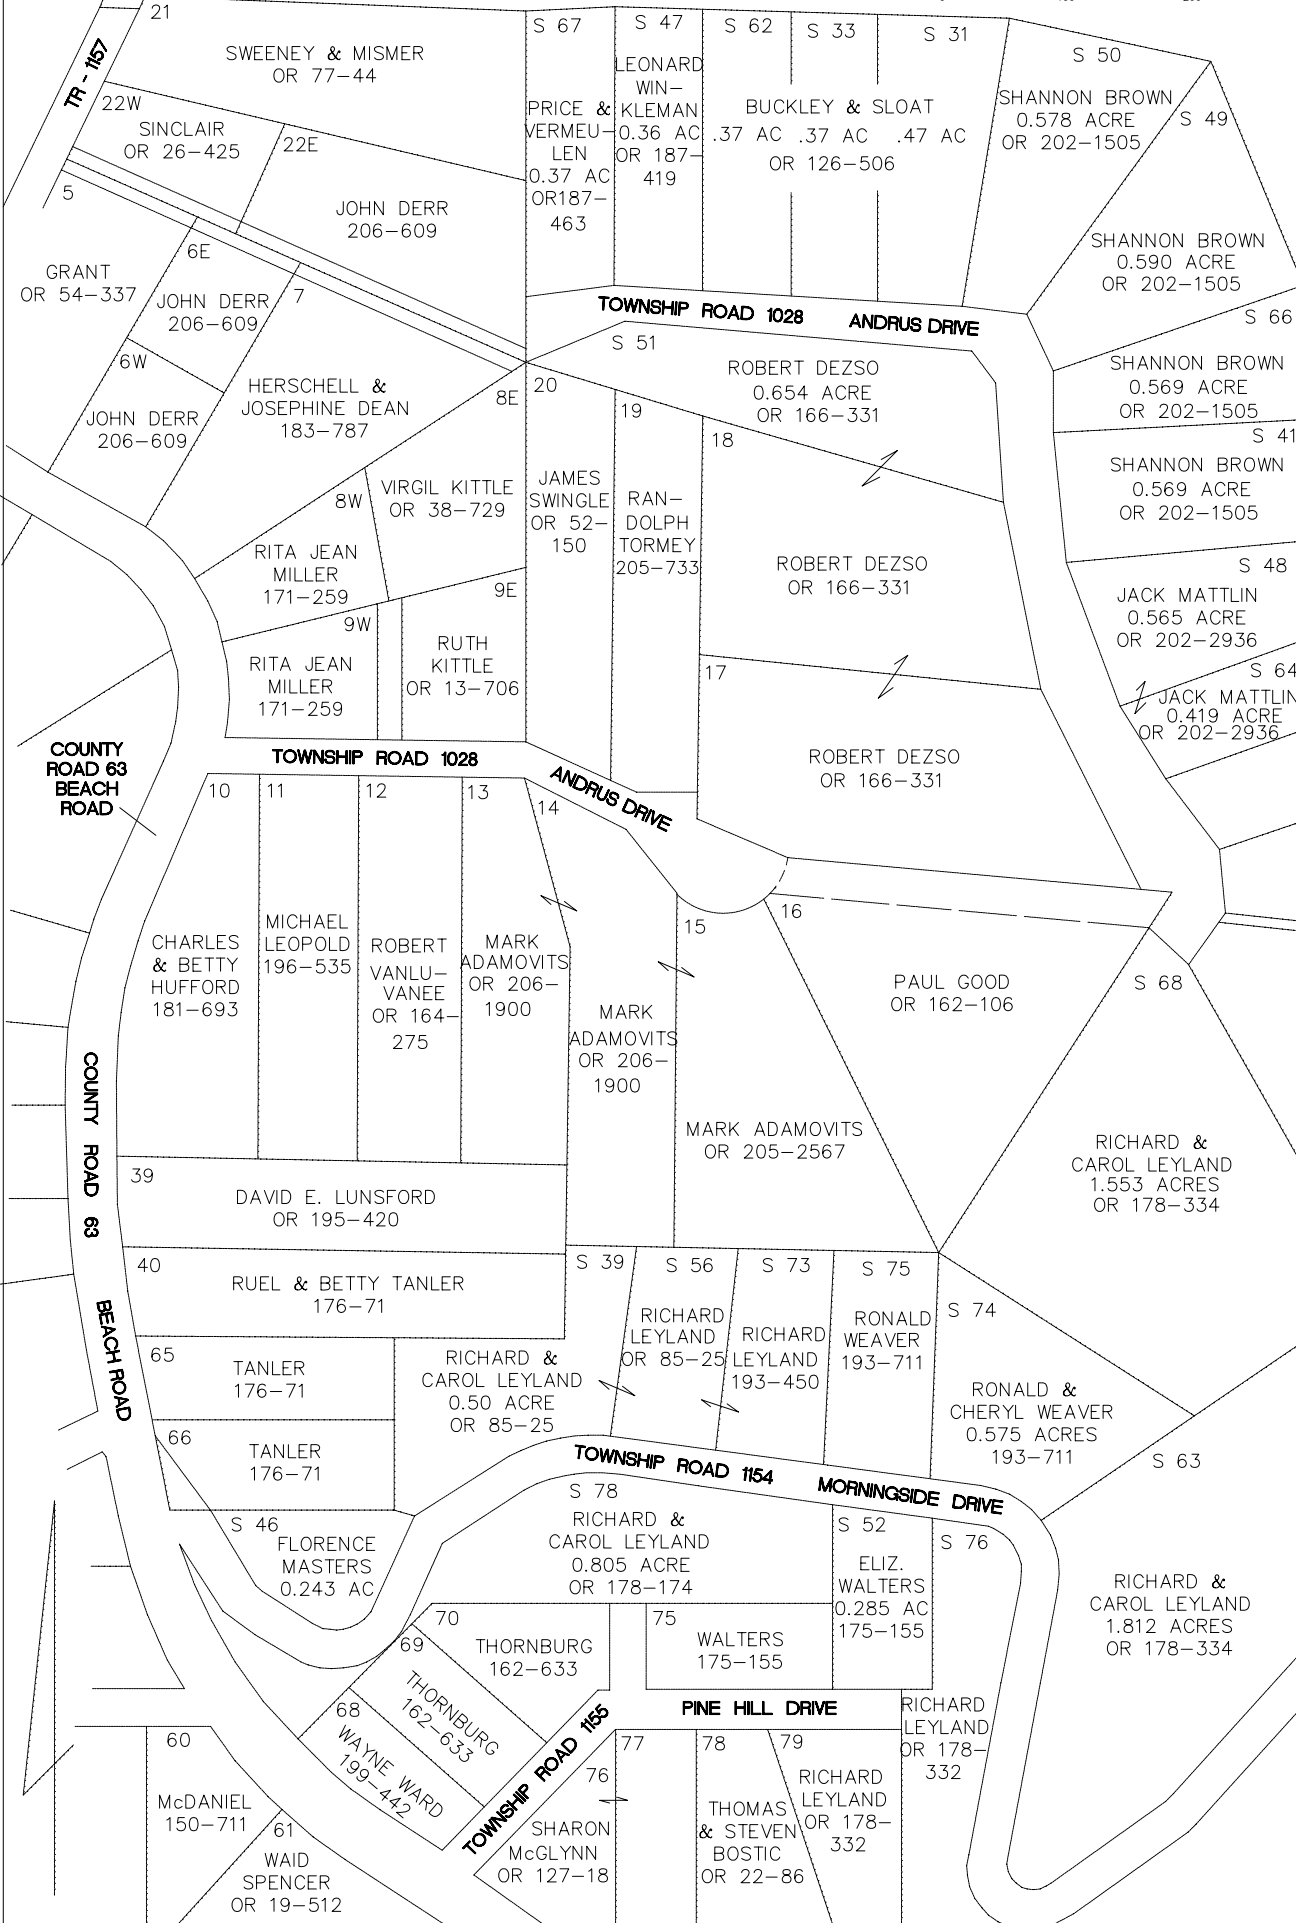 21
TR - 1157
SWEENEY & MISMER
OR 77-44
S 67
PRICE &
VERMEU-
LEN
0.37 AC
OR187-
463
S 47
LEONARD
WIN-
KLEMAN
0.36 AC
OR 187-
419
S 62
S 33
S 31
BUCKLEY & SLOAT
.37 AC .37 AC .47 AC
OR 126-506
S 50
SHANNON BROWN
0.578 ACRE
OR 202-1505
S 49
SHANNON BROWN
0.590 ACRE
OR 202-1505
22W
SINCLAIR
OR 26-425
22E
JOHN DERR
206-609
5
GRANT
OR 54-337
6E
JOHN DERR
206-609
7
HERSCHELL &
JOSEPHINE DEAN
183-787
6W
JOHN DERR
206-609
TOWNSHIP ROAD 1028 ANDRUS DRIVE
S 51
ROBERT DEZSO
0.654 ACRE
OR 166-331
S 66
SHANNON BROWN
0.569 ACRE
OR 202-1505
S 41
SHANNON BROWN
0.569 ACRE
OR 202-1505
S 48
JACK MATTLIN
0.565 ACRE
OR 202-2936
S 64
JACK MATTLIN
0.419 ACRE
OR 202-2936
8E
VIRGIL KITTLE
OR 38-729
8W
RITA JEAN
MILLER
171-259
9W
RITA JEAN
MILLER
171-259
9E
RUTH
KITTLE
OR 13-706
20
JAMES
SWINGLE
OR 52-
150
19
RAN-
DOLPH
TORMEY
205-733
18
ROBERT DEZSO
OR 166-331
17
ROBERT DEZSO
OR 166-331
COUNTY
ROAD 63
BEACH
ROAD
TOWNSHIP ROAD 1028
ANDRUS DRIVE
10
CHARLES
& BETTY
HUFFORD
181-693
11
MICHAEL
LEOPOLD
196-535
12
ROBERT
VANLU-
VANEE
OR 164-
275
13
MARK
ADAMOVITS
OR 206-
1900
14
MARK
ADAMOVITS
OR 206-
1900
15
MARK ADAMOVITS
OR 205-2567
16
PAUL GOOD
OR 162-106
S 68
RICHARD &
CAROL LEYLAND
1.553 ACRES
OR 178-334
COUNTY ROAD 63
BEACH ROAD
39
DAVID E. LUNSFORD
OR 195-420
40
RUEL & BETTY TANLER
176-71
65
TANLER
176-71
66
TANLER
176-71
S 39
RICHARD &
CAROL LEYLAND
0.50 ACRE
OR 85-25
S 56
RICHARD
LEYLAND
OR 85-25
S 73
RICHARD
LEYLAND
193-450
S 75
RONALD
WEAVER
193-711
S 74
RONALD &
CHERYL WEAVER
0.575 ACRES
193-711
S 63
RICHARD &
CAROL LEYLAND
1.812 ACRES
OR 178-334
TOWNSHIP ROAD 1154 MORNINGSIDE DRIVE
S 46
FLORENCE
MASTERS
0.243 AC
S 78
RICHARD &
CAROL LEYLAND
0.805 ACRE
OR 178-174
S 52
ELIZ.
WALTERS
0.285 AC
175-155
S 76
RICHARD
LEYLAND
OR 178-
332
70
THORNBURG
162-633
75
WALTERS
175-155
69
THORNBURG
162-633
68
WAYNE WARD
199-442
TOWNSHIP ROAD 1155
PINE HILL DRIVE
60
McDANIEL
150-711
61
WAID
SPENCER
OR 19-512
76
SHARON
McGLYNN
OR 127-18
77
78
THOMAS
& STEVEN
BOSTIC
OR 22-86
79
RICHARD
LEYLAND
OR 178-
332